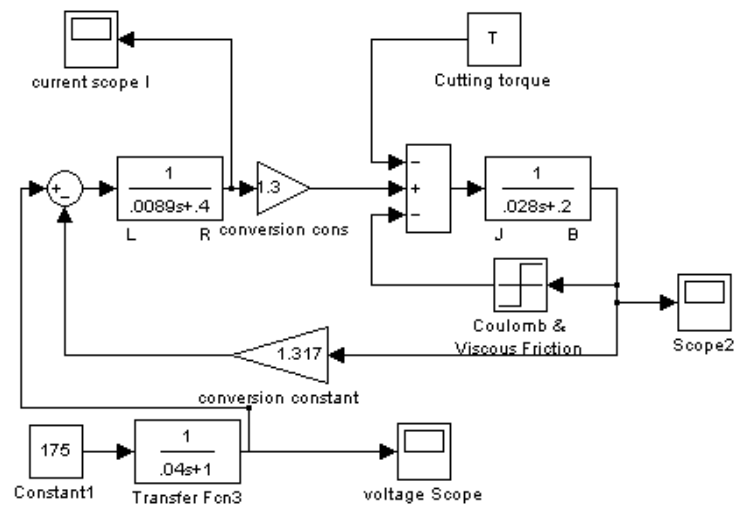 T
current scope I
Cutting torque
1
.0089s+.4
L R
1.3
conversion cons
+
−
−
+
−
1
.028s+.2
J B
Coulomb &
Viscous Friction
Scope2
1.317
conversion constant
175
Constant1
1
.04s+1
Transfer Fcn3
voltage Scope